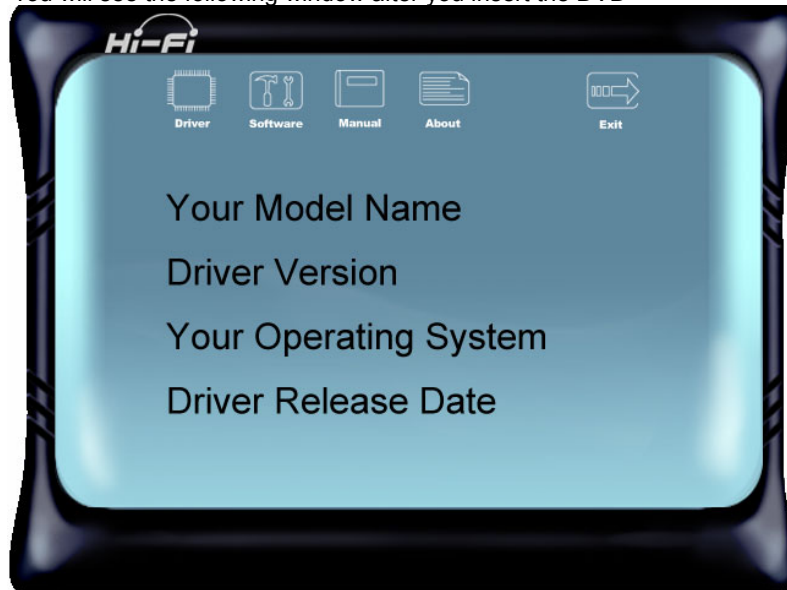 You will see the following window after you insert the DVD
Hi-Fi
Driver Software Manual About Exit
Your Model Name
Driver Version
Your Operating System
Driver Release Date